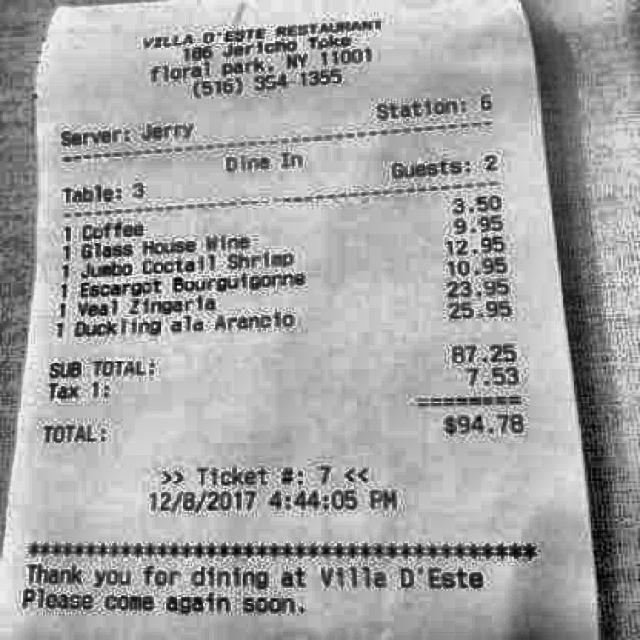 VILLA D'ESTE RESTAURANT
186 Jericho Tpke
floral park, NY 11001
(516) 354 1355
Server: Jerry Station: 6
Dine In
Table: 3 Guests: 2
1 Coffee 3.50
1 Glass House Wine 9.95
1 Jumbo Coctail Shrimp 12.95
1 Escargot Bourguigonne 10.95
1 Veal Zingaria 23.95
1 Duckling ala Arancio 25.95
SUB TOTAL: 87.25
Tax 1: 7.53
========
TOTAL: $94.78
>> Ticket #: 7 <<
12/8/2017 4:44:05 PM
****************************************
Thank you for dining at Villa D'Este
Please come again soon.